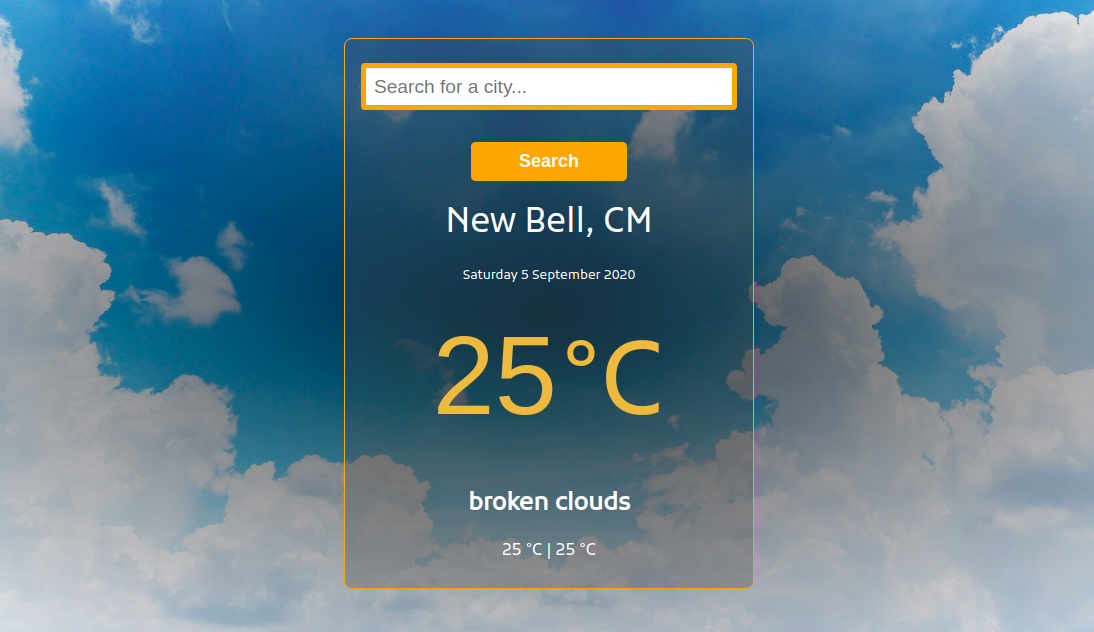 Search for a city...
Search
New Bell, CM
Saturday 5 September 2020
25°C
broken clouds
25 °C | 25 °C